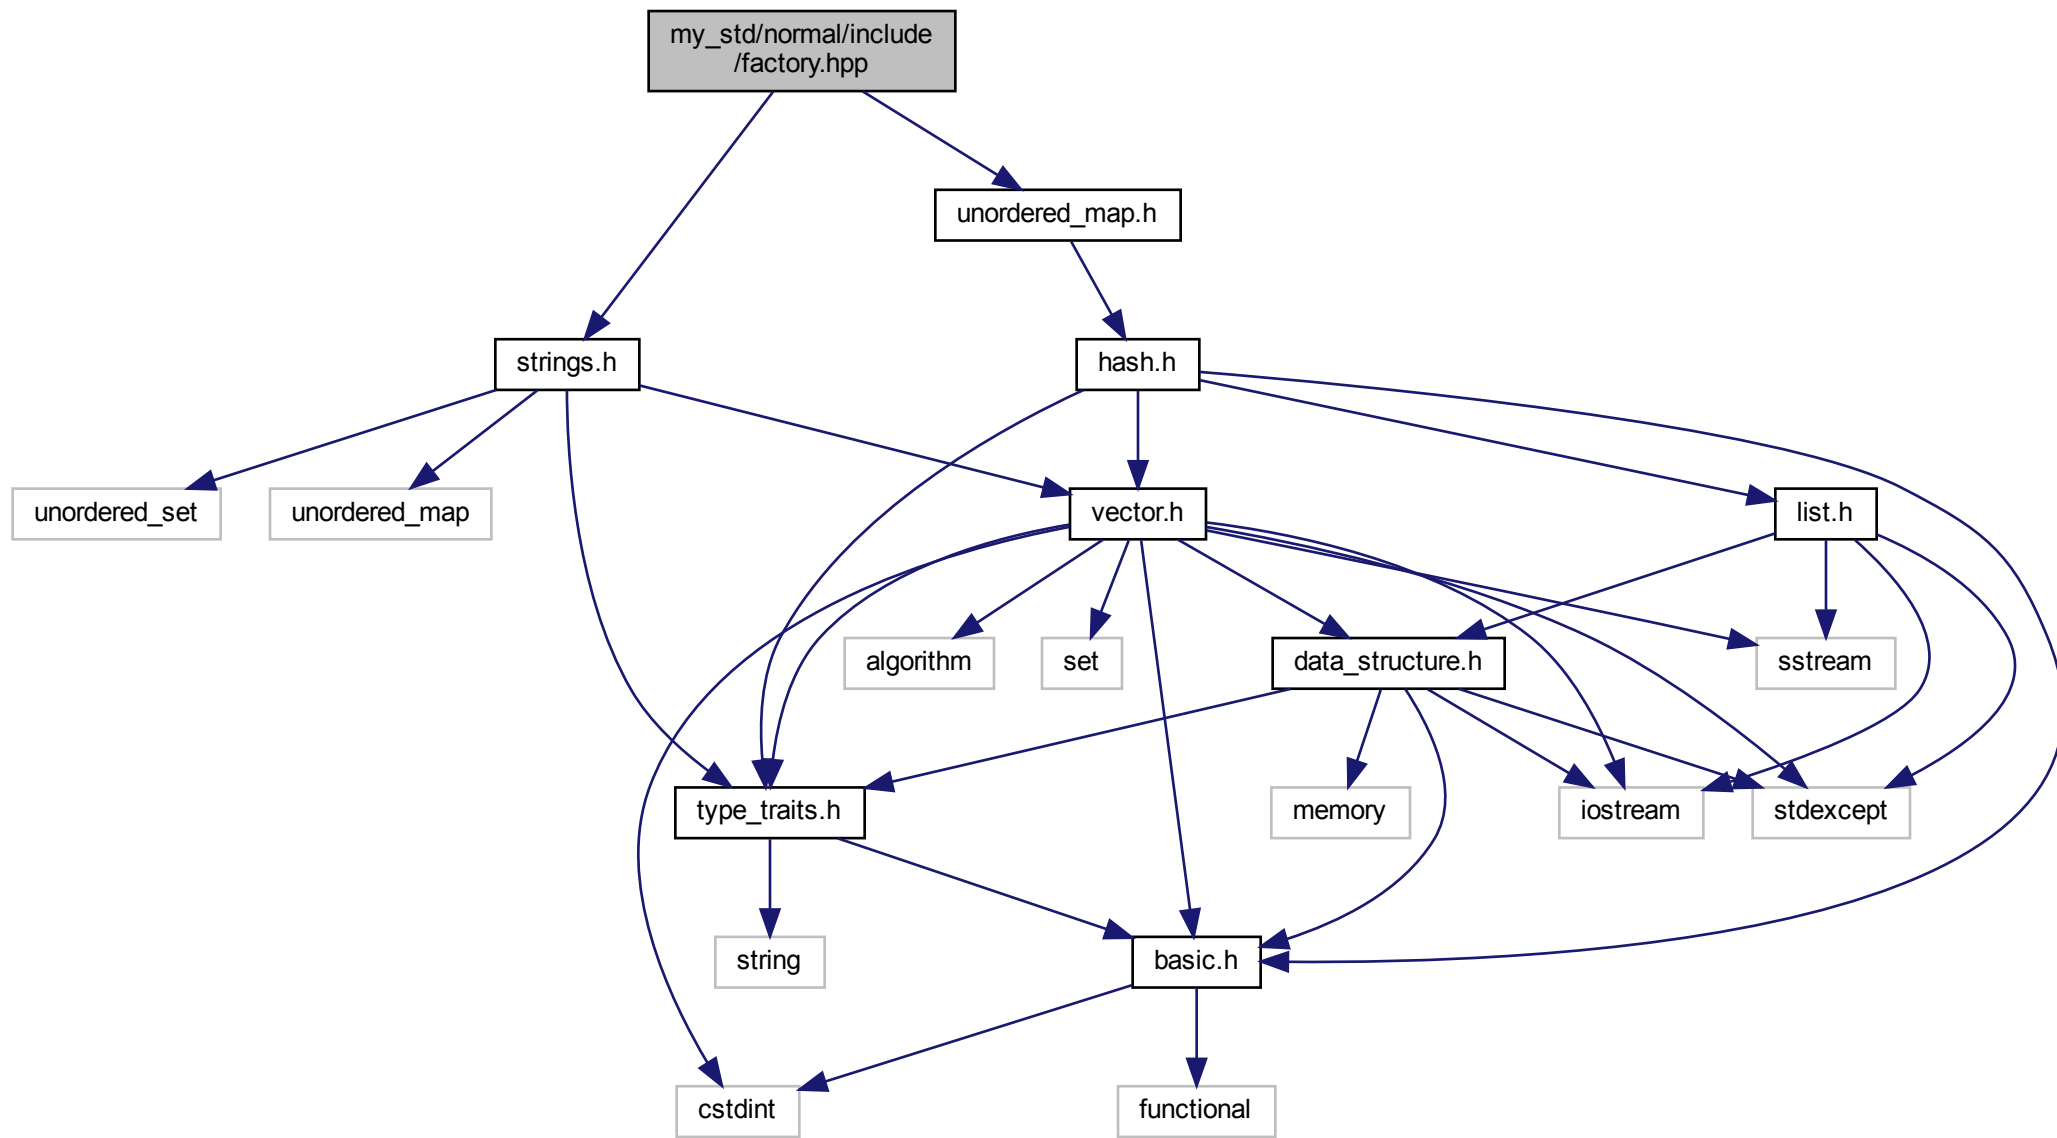 my_std/normal/include
/factory.hpp
unordered_map.h
strings.h
hash.h
unordered_set
unordered_map
vector.h
list.h
algorithm
set
data_structure.h
sstream
type_traits.h
memory
iostream
stdexcept
string
basic.h
cstdint
functional